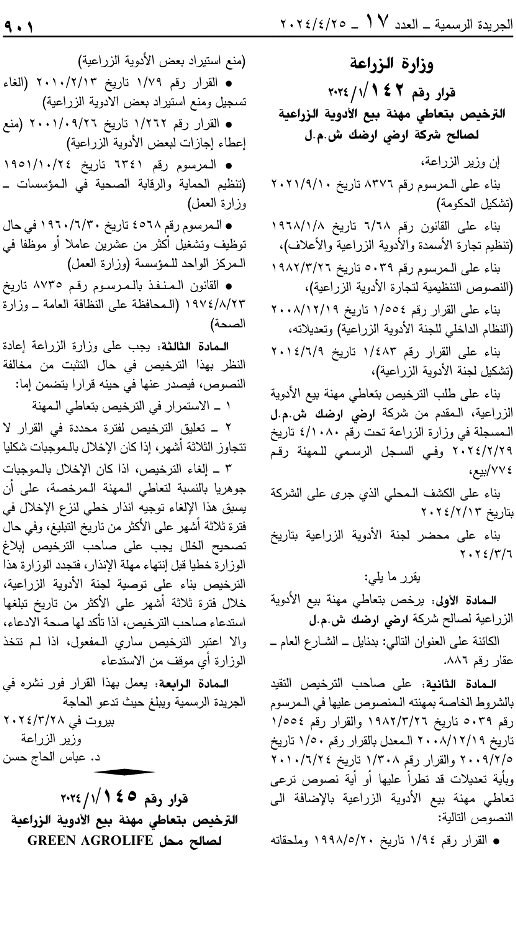 الجريدة الرسمية ـ العدد ١٧ ـ ٢٠٢٤/٤/٢٥
٩٠١
وزارة الزراعة
قرار رقم ١/١٤٢/ ٢٠٢٤
الترخيص بتعاطي مهنة بيع الأدوية الزراعية
لصالح شركة ارضي ارضك ش.م.ل
إن وزير الزراعة،
بناء على المرسوم رقم ٨٣٧٦ تاريخ ٢٠٢١/٩/١٠
(تشكيل الحكومة)
بناء على القانون رقم ٦/٦٨ تاريخ ١٩٦٨/١/٨
(تنظيم تجارة الأسمدة والأدوية الزراعية والأعلاف)،
بناء على المرسوم رقم ٥٠٣٩ تاريخ ١٩٨٢/٣/٢٦
(النصوص التنظيمية لتجارة الأدوية الزراعية)،
بناء على القرار رقم ١/٥٥٤ تاريخ ٢٠٠٨/١٢/١٩
(النظام الداخلي للجنة الأدوية الزراعية) وتعديلاته،
بناء على القرار رقم ١/٤٨٣ تاريخ ٢٠١٤/٦/٩
(تشكيل لجنة الأدوية الزراعية)،
بناء على طلب الترخيص بتعاطي مهنة بيع الأدوية
الزراعية، المقدم من شركة ارضي ارضك ش.م.ل
المسجلة في وزارة الزراعة تحت رقم ٤/١٠٨٠ تاريخ
٢٠٢٤/٢/٢٩ وفي السجل الرسمي للمهنة رقم
٧٧٤/بيع،
بناء على الكشف المحلي الذي جرى على الشركة
بتاريخ ٢٠٢٤/٢/١٣
بناء على محضر لجنة الأدوية الزراعية بتاريخ
٢٠٢٤/٣/٦
يقرر ما يلي:
المادة الأولى: يرخص بتعاطي مهنة بيع الأدوية
الزراعية لصالح شركة ارضي ارضك ش.م.ل
الكائنة على العنوان التالي: بدنايل ـ الشارع العام ـ
عقار رقم ٨٨٦.
المادة الثانية: على صاحب الترخيص التقيد
بالشروط الخاصة بمهنته المنصوص عليها في المرسوم
رقم ٥٠٣٩ تاريخ ١٩٨٢/٣/٢٦ والقرار رقم ١/٥٥٤
تاريخ ٢٠٠٨/١٢/١٩ المعدل بالقرار رقم ١/٥٠ تاريخ
٢٠٠٩/٢/٥ والقرار رقم ١/٣٠٨ تاريخ ٢٠١٠/٦/٢٤
وبأية تعديلات قد تطرأ عليها أو أية نصوص ترعى
تعاطي مهنة بيع الأدوية الزراعية بالإضافة الى
النصوص التالية:
• القرار رقم ١/٩٤ تاريخ ١٩٩٨/٥/٢٠ وملحقاته
(منع استيراد بعض الأدوية الزراعية)
• القرار رقم ١/٧٩ تاريخ ٢٠١٠/٢/١٣ (الغاء
تسجيل ومنع استيراد بعض الادوية الزراعية)
• القرار رقم ١/٢٦٢ تاريخ ٢٠٠١/٠٩/٢٦ (منع
إعطاء إجازات لبعض الأدوية الزراعية)
• المرسوم رقم ٦٣٤١ تاريخ ١٩٥١/١٠/٢٤
(تنظيم الحماية والرقابة الصحية في المؤسسات ـ
وزارة العمل)
• المرسوم رقم ٤٥٦٨ تاريخ ١٩٦٠/٦/٣٠ في حال
توظيف وتشغيل أكثر من عشرين عاملا أو موظفا في
المركز الواحد للمؤسسة (وزارة العمل)
• القانون المنفذ بالمرسوم رقم ٨٧٣٥ تاريخ
١٩٧٤/٨/٢٣ (المحافظة على النظافة العامة ـ وزارة
الصحة)
المادة الثالثة: يجب على وزارة الزراعة إعادة
النظر بهذا الترخيص في حال التثبت من مخالفة
النصوص، فيصدر عنها في حينه قرارا يتضمن إما:
١ ـ الاستمرار في الترخيص بتعاطي المهنة
٢ ـ تعليق الترخيص لفترة محددة في القرار لا
تتجاوز الثلاثة أشهر، إذا كان الإخلال بالموجبات شكليا
٣ ـ إلغاء الترخيص، اذا كان الإخلال بالموجبات
جوهريا بالنسبة لتعاطي المهنة المرخصة، على أن
يسبق هذا الإلغاء توجيه انذار خطي لنزع الإخلال في
فترة ثلاثة أشهر على الأكثر من تاريخ التبليغ، وفي حال
تصحيح الخلل يجب على صاحب الترخيص إبلاغ
الوزارة خطيا قبل إنتهاء مهلة الإنذار، فتجدد الوزارة هذا
الترخيص بناء على توصية لجنة الأدوية الزراعية،
خلال فترة ثلاثة أشهر على الأكثر من تاريخ تبلغها
استدعاء صاحب الترخيص، اذا تأكد لها صحة الادعاء،
والا اعتبر الترخيص ساري المفعول، اذا لم تتخذ
الوزارة أي موقف من الاستدعاء
المادة الرابعة: يعمل بهذا القرار فور نشره في
الجريدة الرسمية ويبلغ حيث تدعو الحاجة
بيروت في ٢٠٢٤/٣/٢٨
وزير الزراعة
د. عباس الحاج حسن
قرار رقم ١/١٤٥/ ٢٠٢٤
الترخيص بتعاطي مهنة بيع الأدوية الزراعية
لصالح محل GREEN AGROLIFE